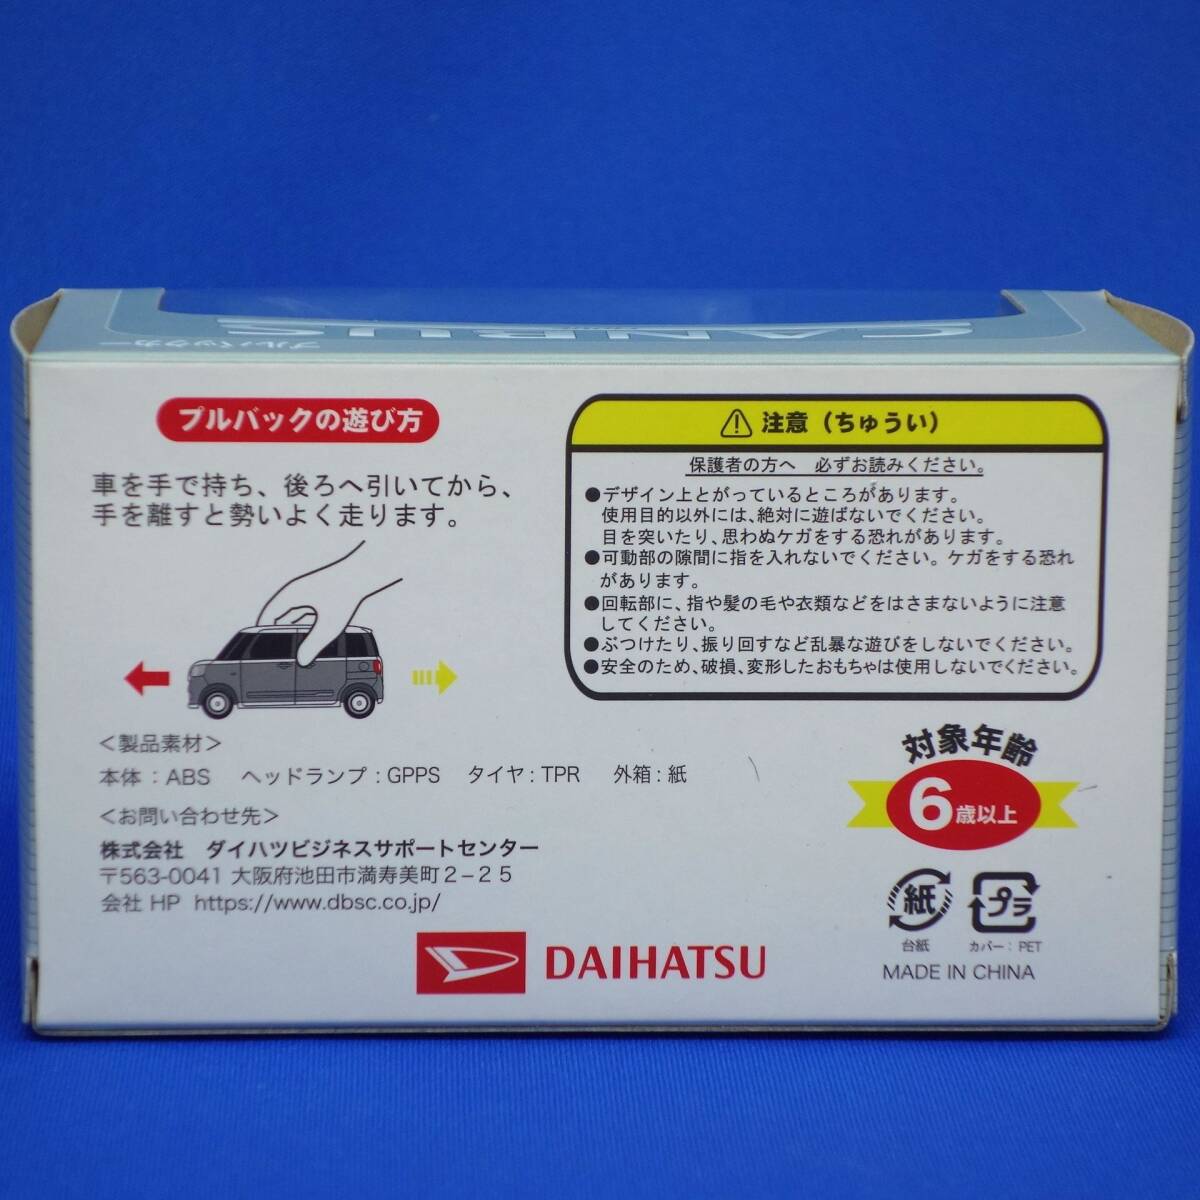 プルバックカー
CANBUS
プルバックの遊び方
車を手で持ち、後ろへ引いてから、
手を離すと勢いよく走ります。
<製品素材>
本体：ABS ヘッドランプ：GPPS タイヤ：TPR 外箱：紙
<お問い合わせ先>
株式会社 ダイハツビジネスサポートセンター
〒563-0041 大阪府池田市満寿美町2-25
会社 HP https://www.dbsc.co.jp/
DAIHATSU
注意（ちゅうい）
保護者の方へ 必ずお読みください。
●デザイン上とがっているところがあります。
使用目的以外には、絶対に遊ばないでください。
目を突いたり、思わぬケガをする恐れがあります。
●可動部の隙間に指を入れないでください。ケガをする恐れ
があります。
●回転部に、指や髪の毛や衣類などをはさまないように注意
してください。
●ぶつけたり、振り回すなど乱暴な遊びをしないでください。
●安全のため、破損、変形したおもちゃは使用しないでください。
対象年齢
6歳以上
紙
台紙
プラ
カバー：PET
MADE IN CHINA